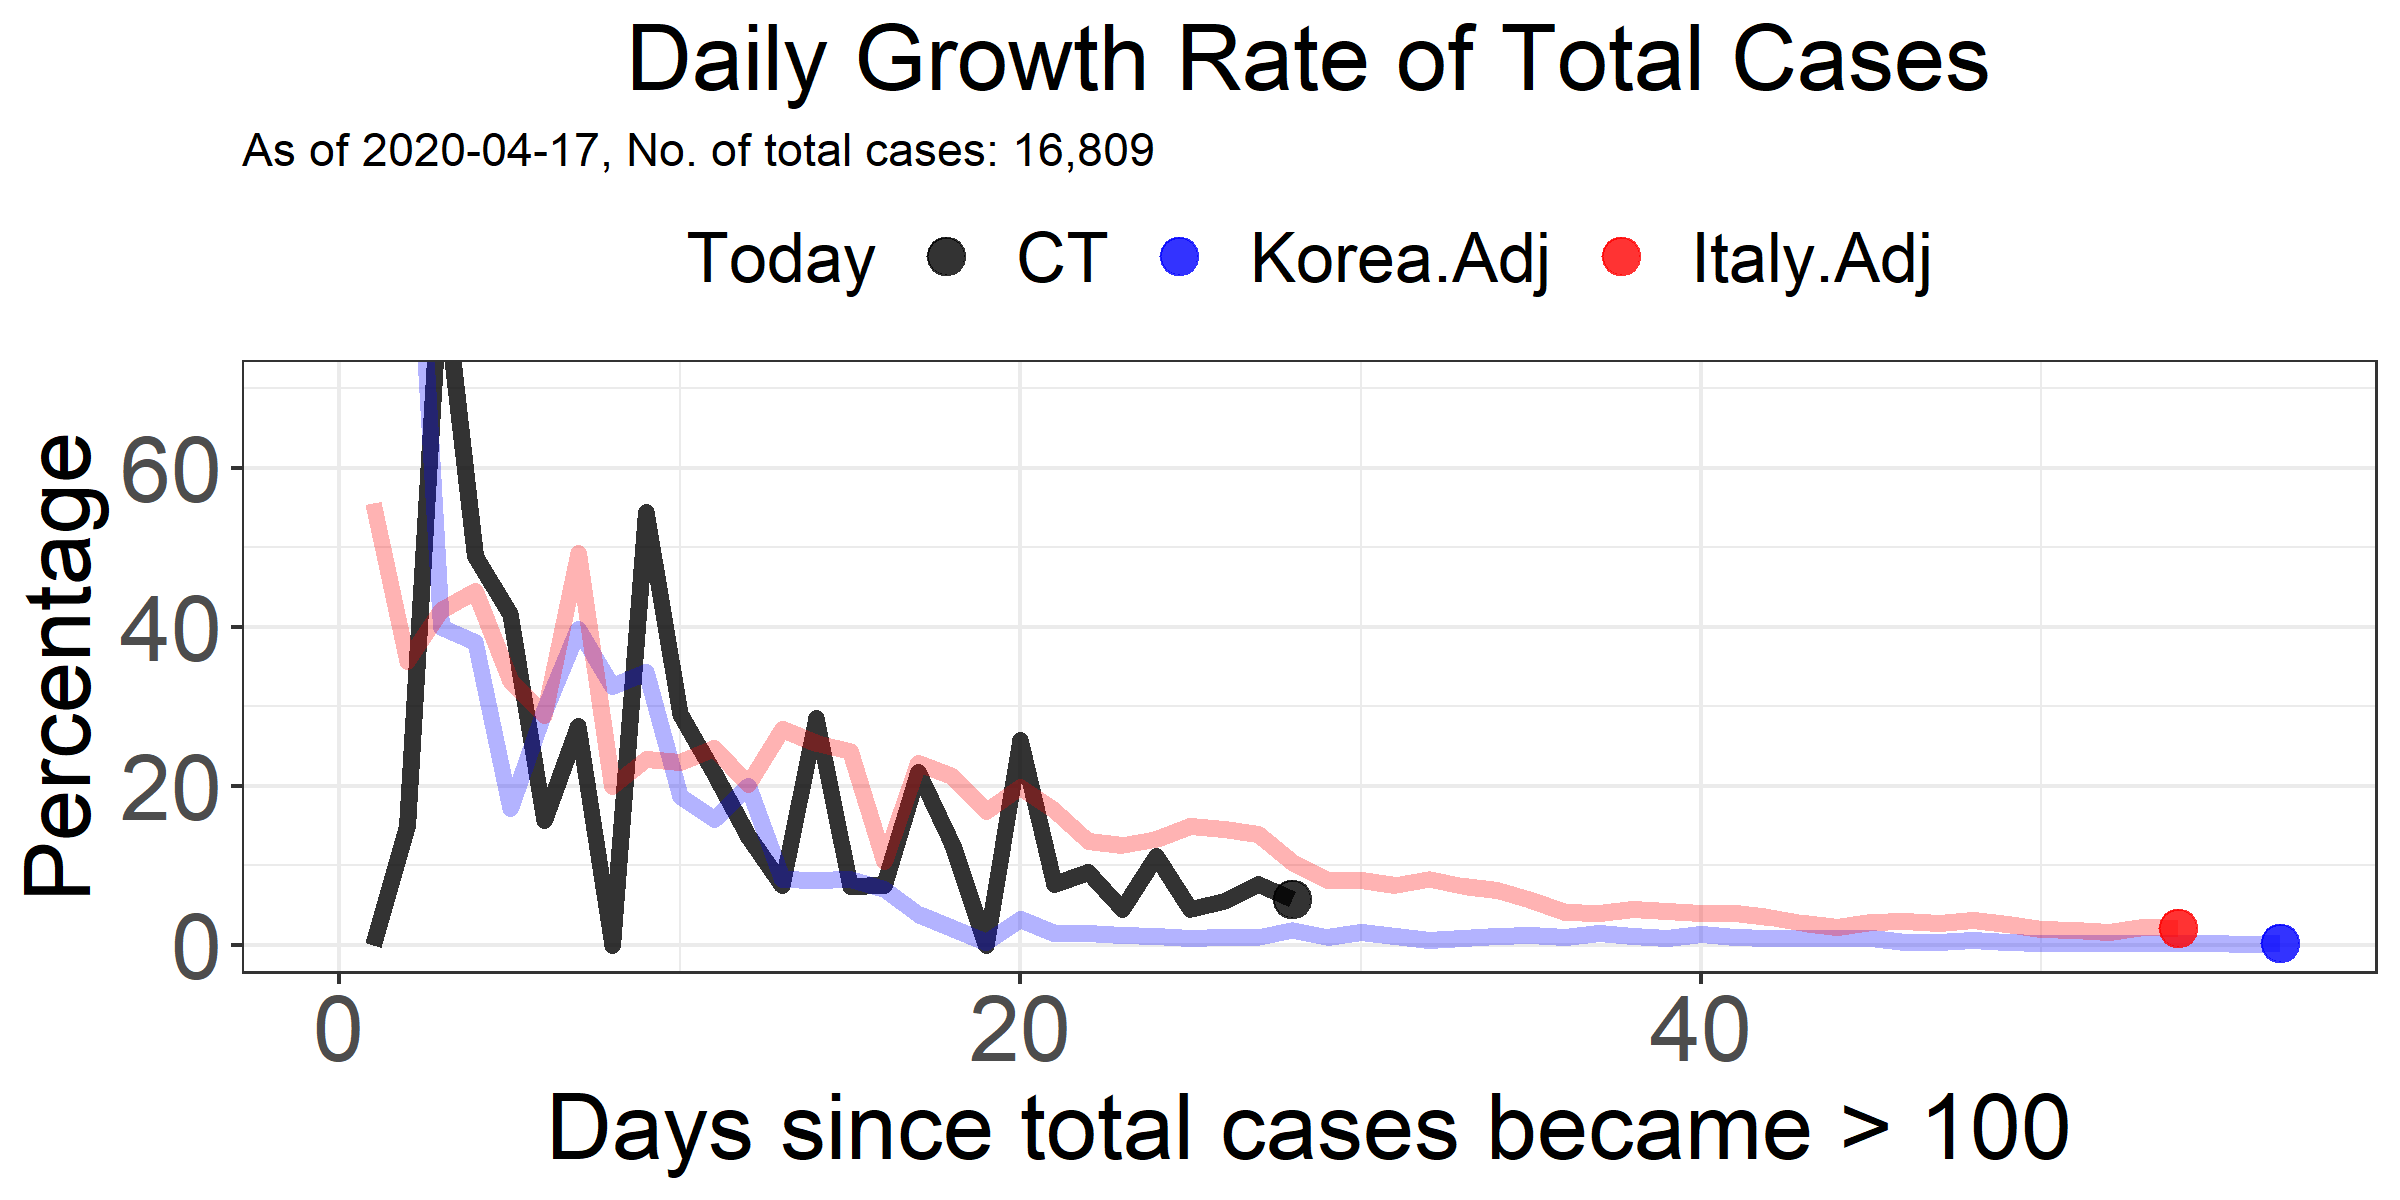 Daily Growth Rate of Total Cases
As of 2020-04-17, No. of total cases: 16,809
Today CT Korea.Adj Italy.Adj
Percentage
60
40
20
0
0 20 40
Days since total cases became > 100